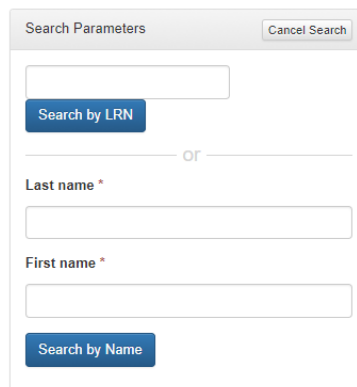 Search Parameters
Cancel Search
Search by LRN
or
Last name *
First name *
Search by Name